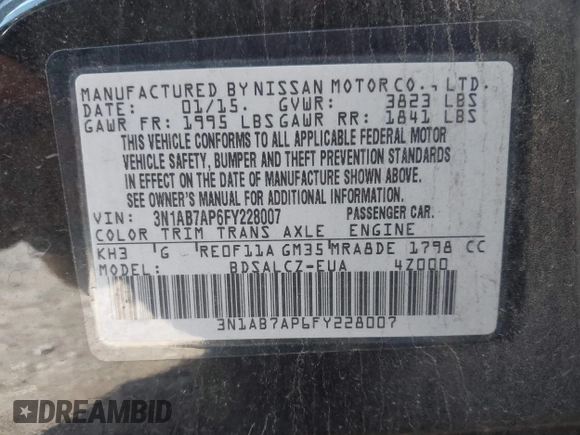 MANUFACTURED BY NISSAN MOTOR CO., LTD.
DATE: 01/15. GVWR: 3823 LBS
GAWR FR: 1995 LBS GAWR RR: 1841 LBS
THIS VEHICLE CONFORMS TO ALL APPLICABLE FEDERAL MOTOR
VEHICLE SAFETY, BUMPER AND THEFT PREVENTION STANDARDS
IN EFFECT ON THE DATE OF MANUFACTURE SHOWN ABOVE.
SEE OWNER'S MANUAL FOR ADDITIONAL INFORMATION.
VIN: 3N1AB7AP6FY228007 PASSENGER CAR.
COLOR TRIM TRANS AXLE ENGINE
KH3 G RE0F11A GM35 MRA8DE 1798 CC
MODEL: BDSALCZ-EUA 4Z000
3N1AB7AP6FY228007
DREAMBID